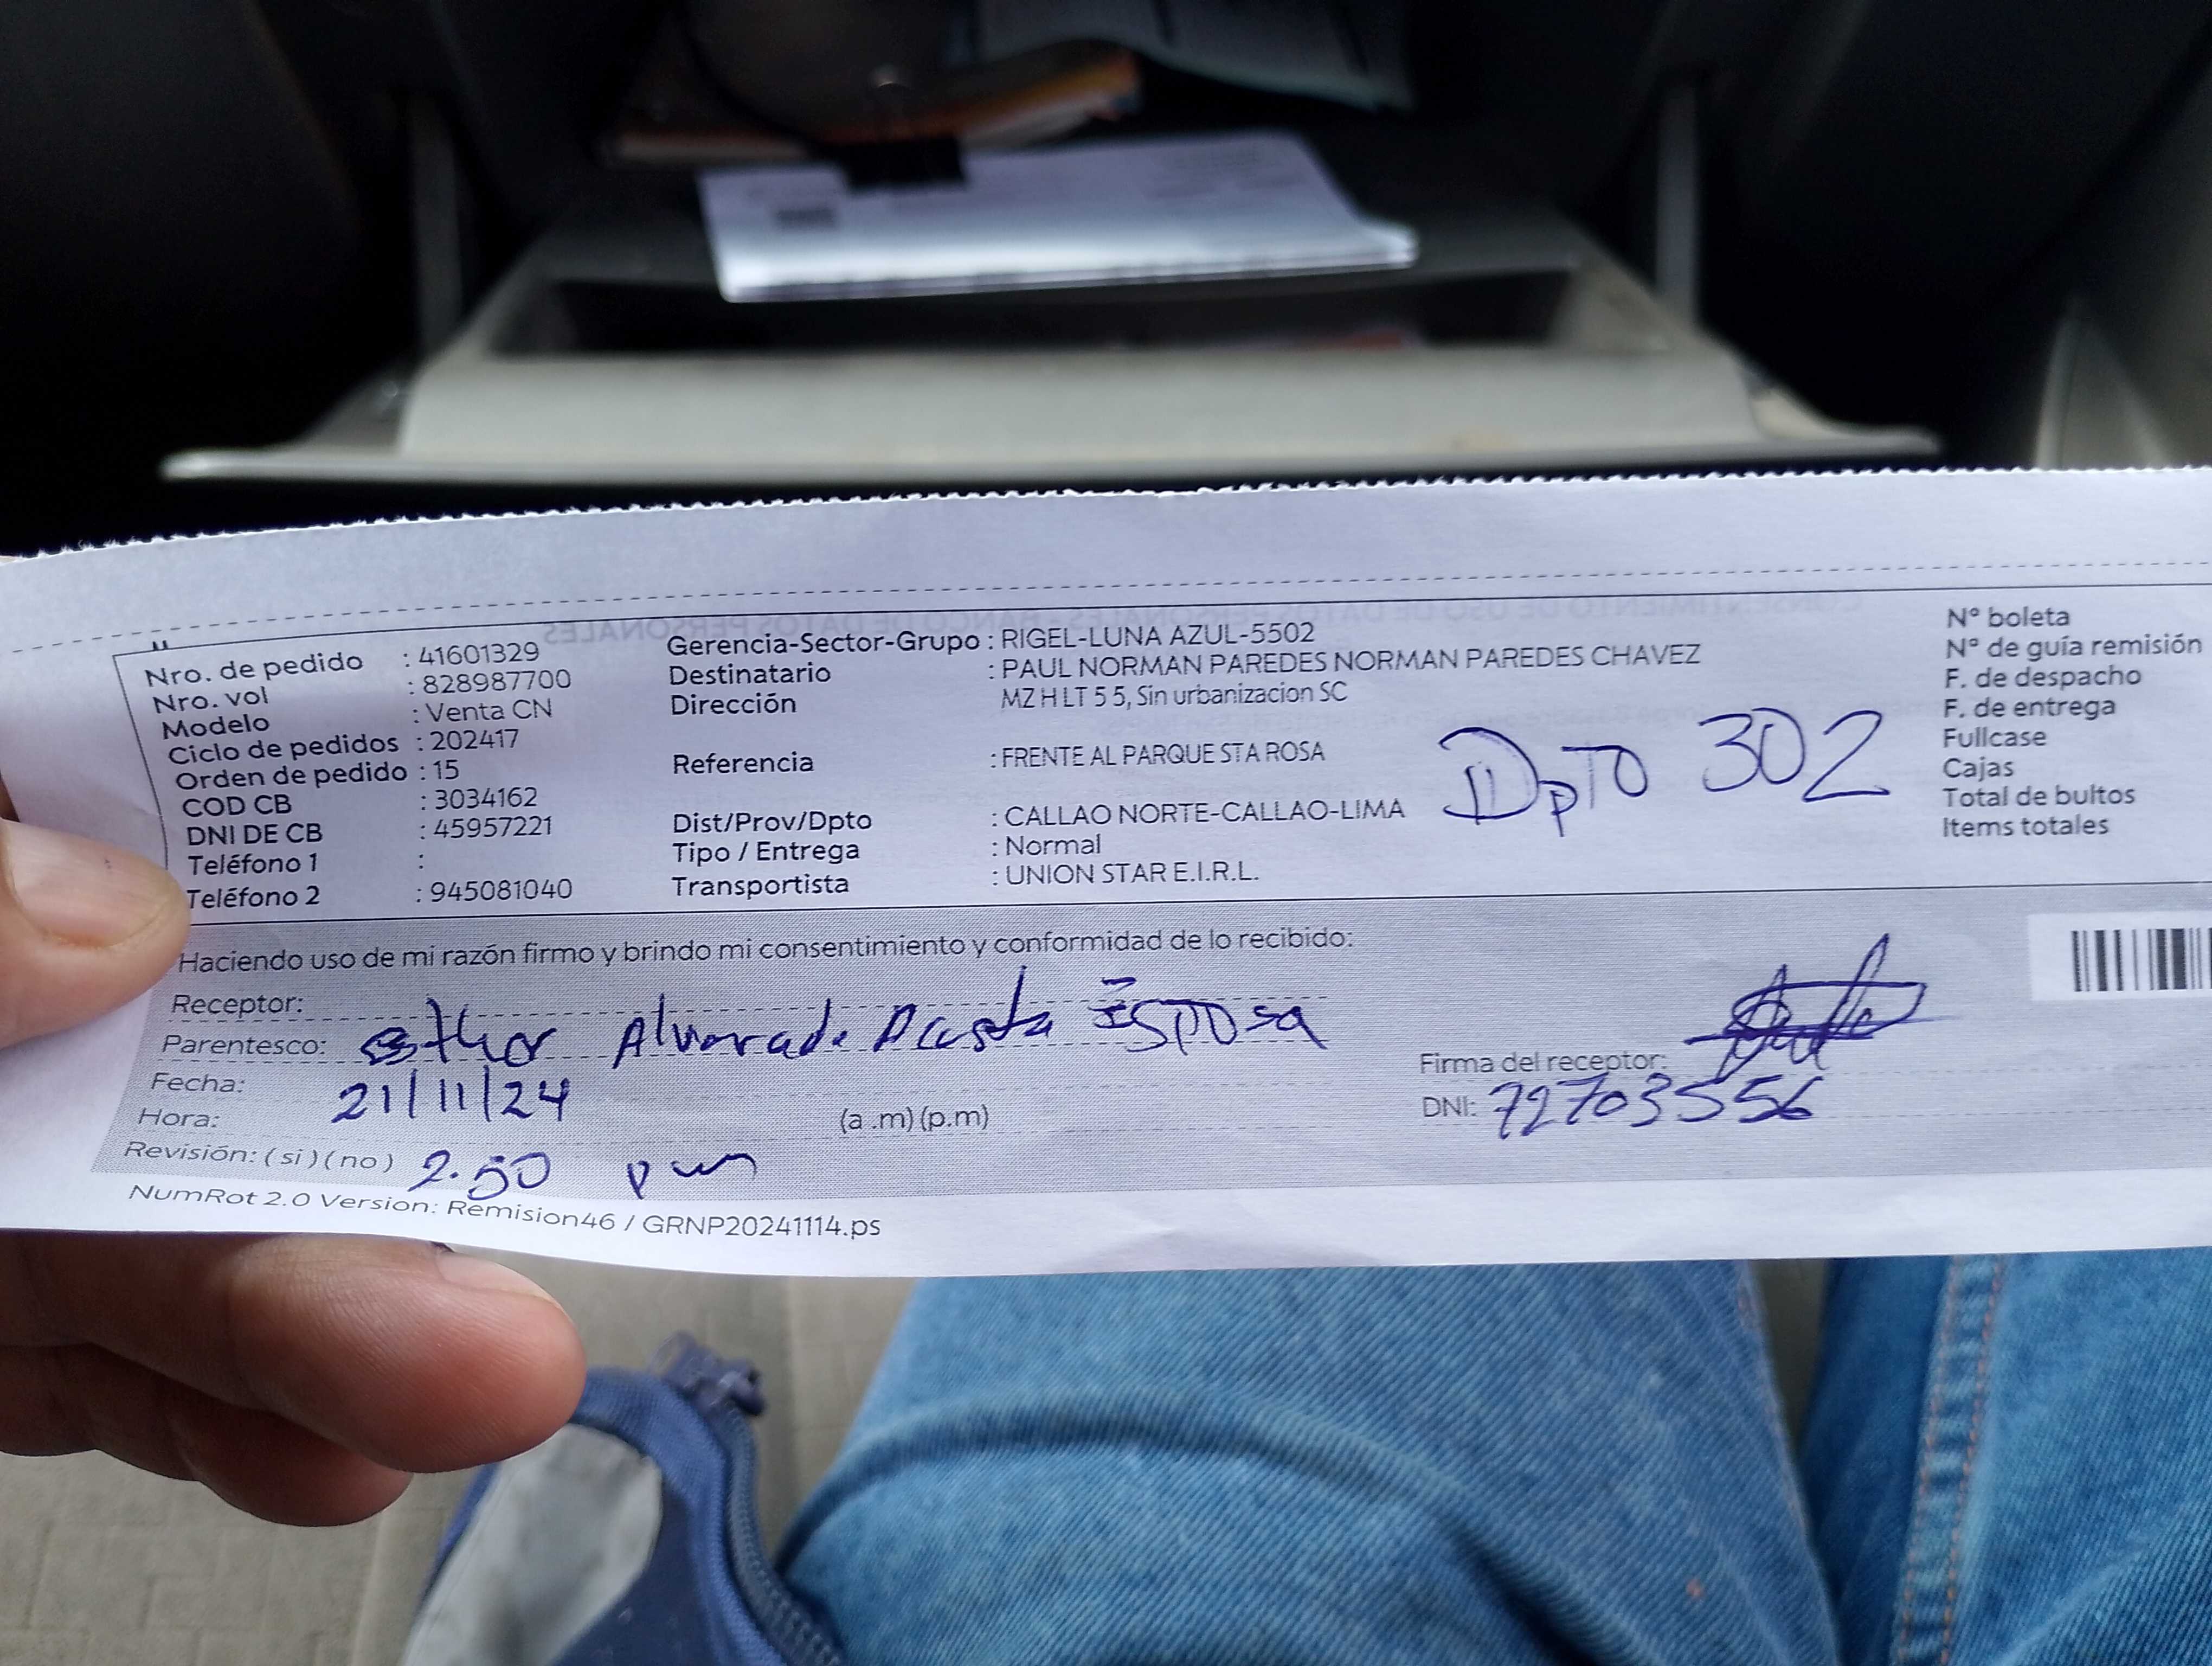 Nro. de pedido : 41601329
Nro. vol : 828987700
Modelo : Venta CN
Ciclo de pedidos : 202417
Orden de pedido : 15
COD CB : 3034162
DNI DE CB : 45957221
Teléfono 1 :
Teléfono 2 : 945081040
Gerencia-Sector-Grupo : RIGEL-LUNA AZUL-5502
Destinatario : PAUL NORMAN PAREDES NORMAN PAREDES CHAVEZ
Dirección MZ H LT 5 5, Sin urbanizacion SC
Referencia : FRENTE AL PARQUE STA ROSA
Dpto 302
Dist/Prov/Dpto : CALLAO NORTE-CALLAO-LIMA
Tipo / Entrega : Normal
Transportista : UNION STAR E.I.R.L.
N° boleta
N° de guía remisión
F. de despacho
F. de entrega
Fullcase
Cajas
Total de bultos
Items totales
Haciendo uso de mi razón firmo y brindo mi consentimiento y conformidad de lo recibido:
Receptor:
Parentesco: Alvarado Esposa
Fecha: 21/11/24
Hora: (a .m) (p.m)
Revisión: ( si ) ( no ) 2.50 pm
Firma del receptor:
DNI: 72703556
NumRot 2.0 Version: Remision46 / GRNP20241114.ps